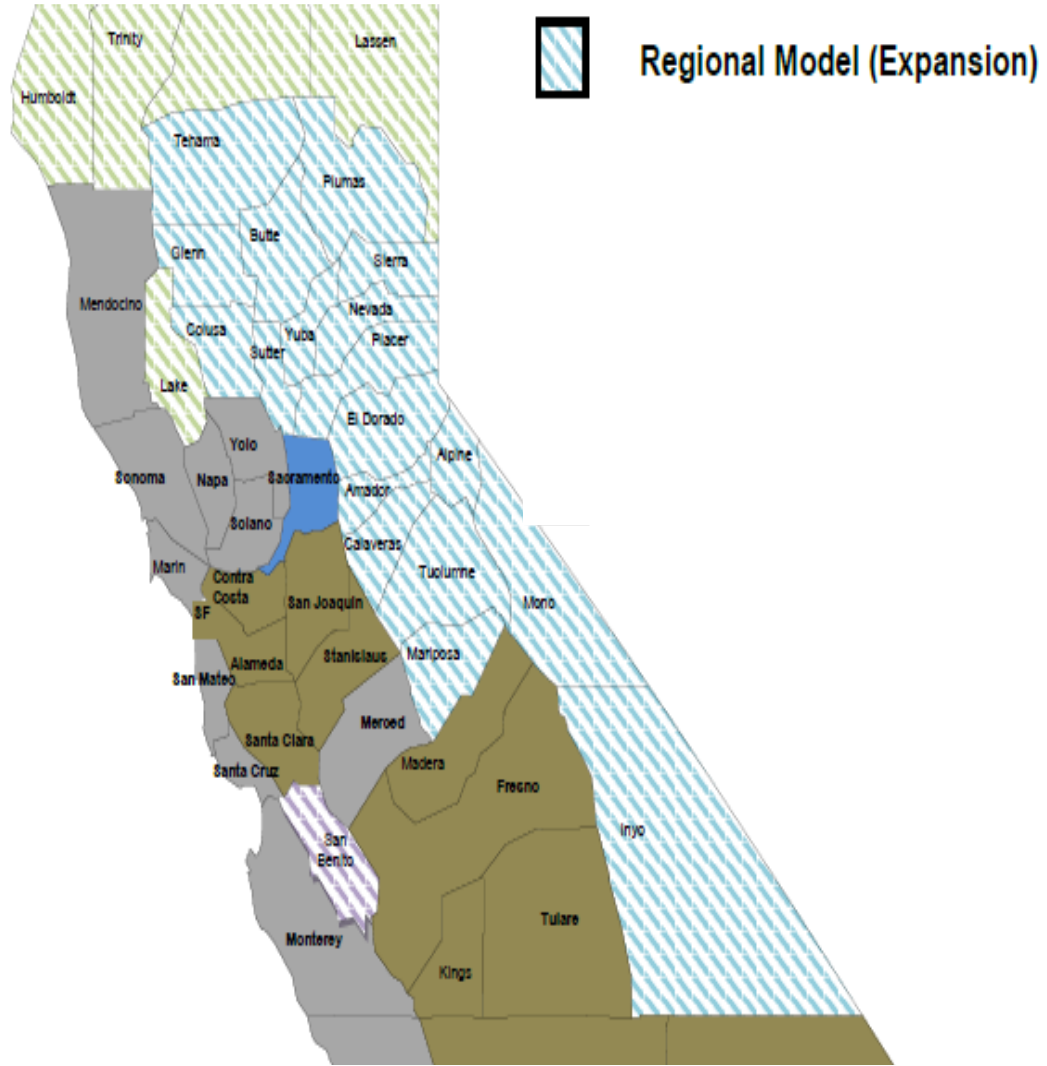 Regional Model (Expansion)
Trinity
Lassen
Humboldt
Tehama
Plumas
Butte
Glenn
Sierra
Mendocino
Nevada
Colusa
Yuba
Placer
Sutter
Lake
El Dorado
Yolo
Alpine
Sonoma
Napa
Sacramento
Amador
Solano
Calaveras
Marin
Contra
Costa
Tuolumne
San Joaquin
Mono
SF
Stanislaus
Mariposa
Alameda
San Mateo
Merced
Santa Clara
Madera
Santa Cruz
Fresno
San
Benito
Inyo
Tulare
Monterey
Kings